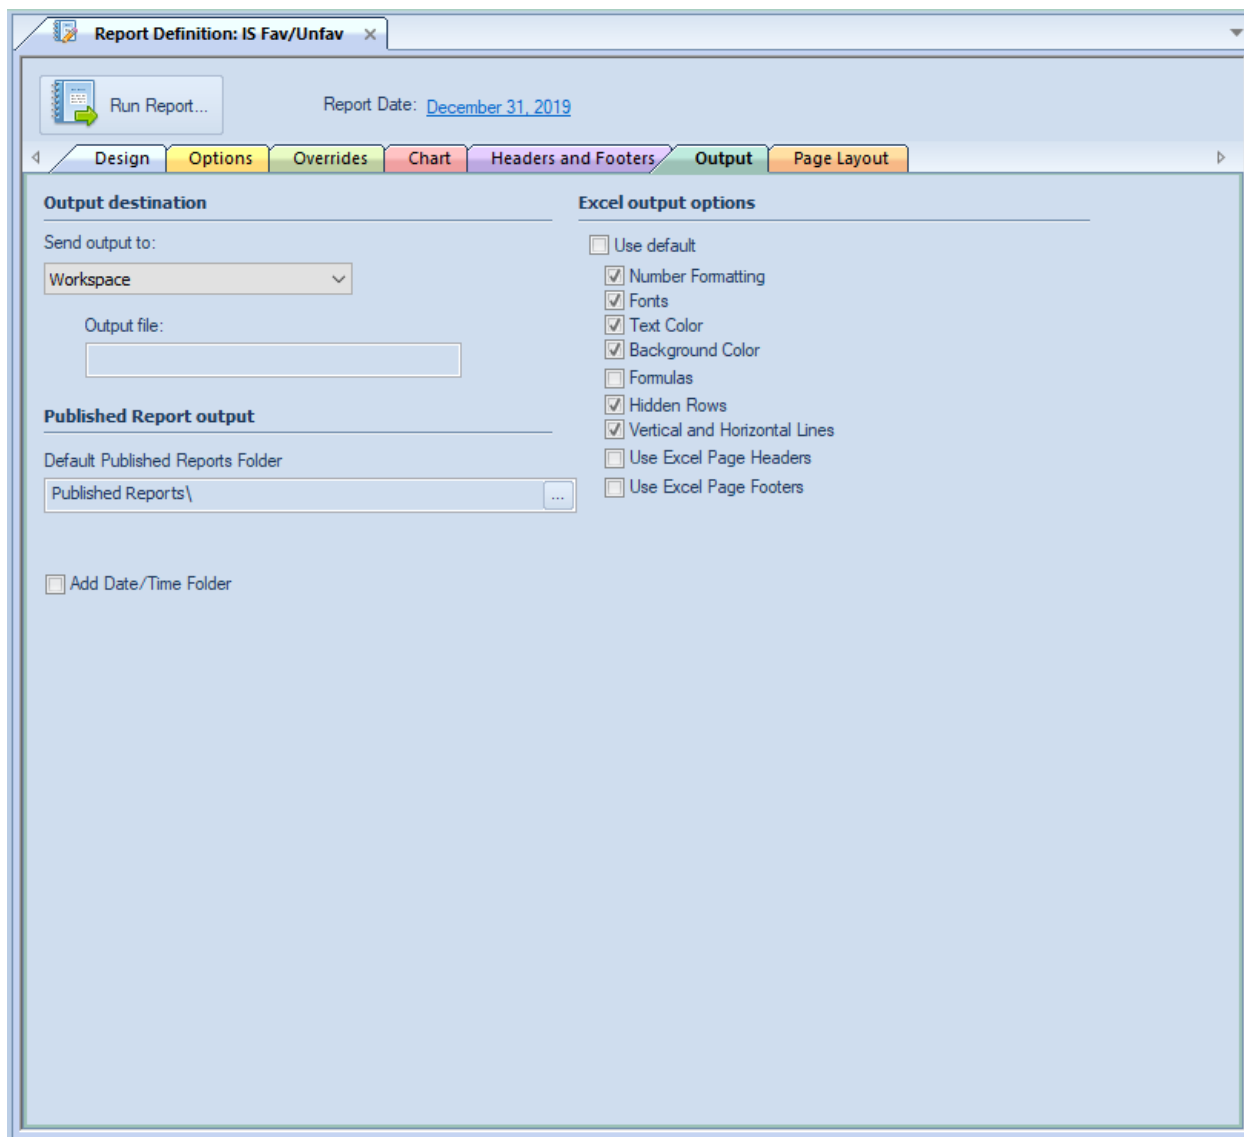 Report Definition: IS Fav/Unfav
Run Report...
Report Date: December 31, 2019
Design Options Overrides Chart Headers and Footers Output Page Layout
Output destination
Send output to:
Workspace
Output file:
Published Report output
Default Published Reports Folder
Published Reports\
...
Add Date/Time Folder
Excel output options
Use default
Number Formatting
Fonts
Text Color
Background Color
Formulas
Hidden Rows
Vertical and Horizontal Lines
Use Excel Page Headers
Use Excel Page Footers